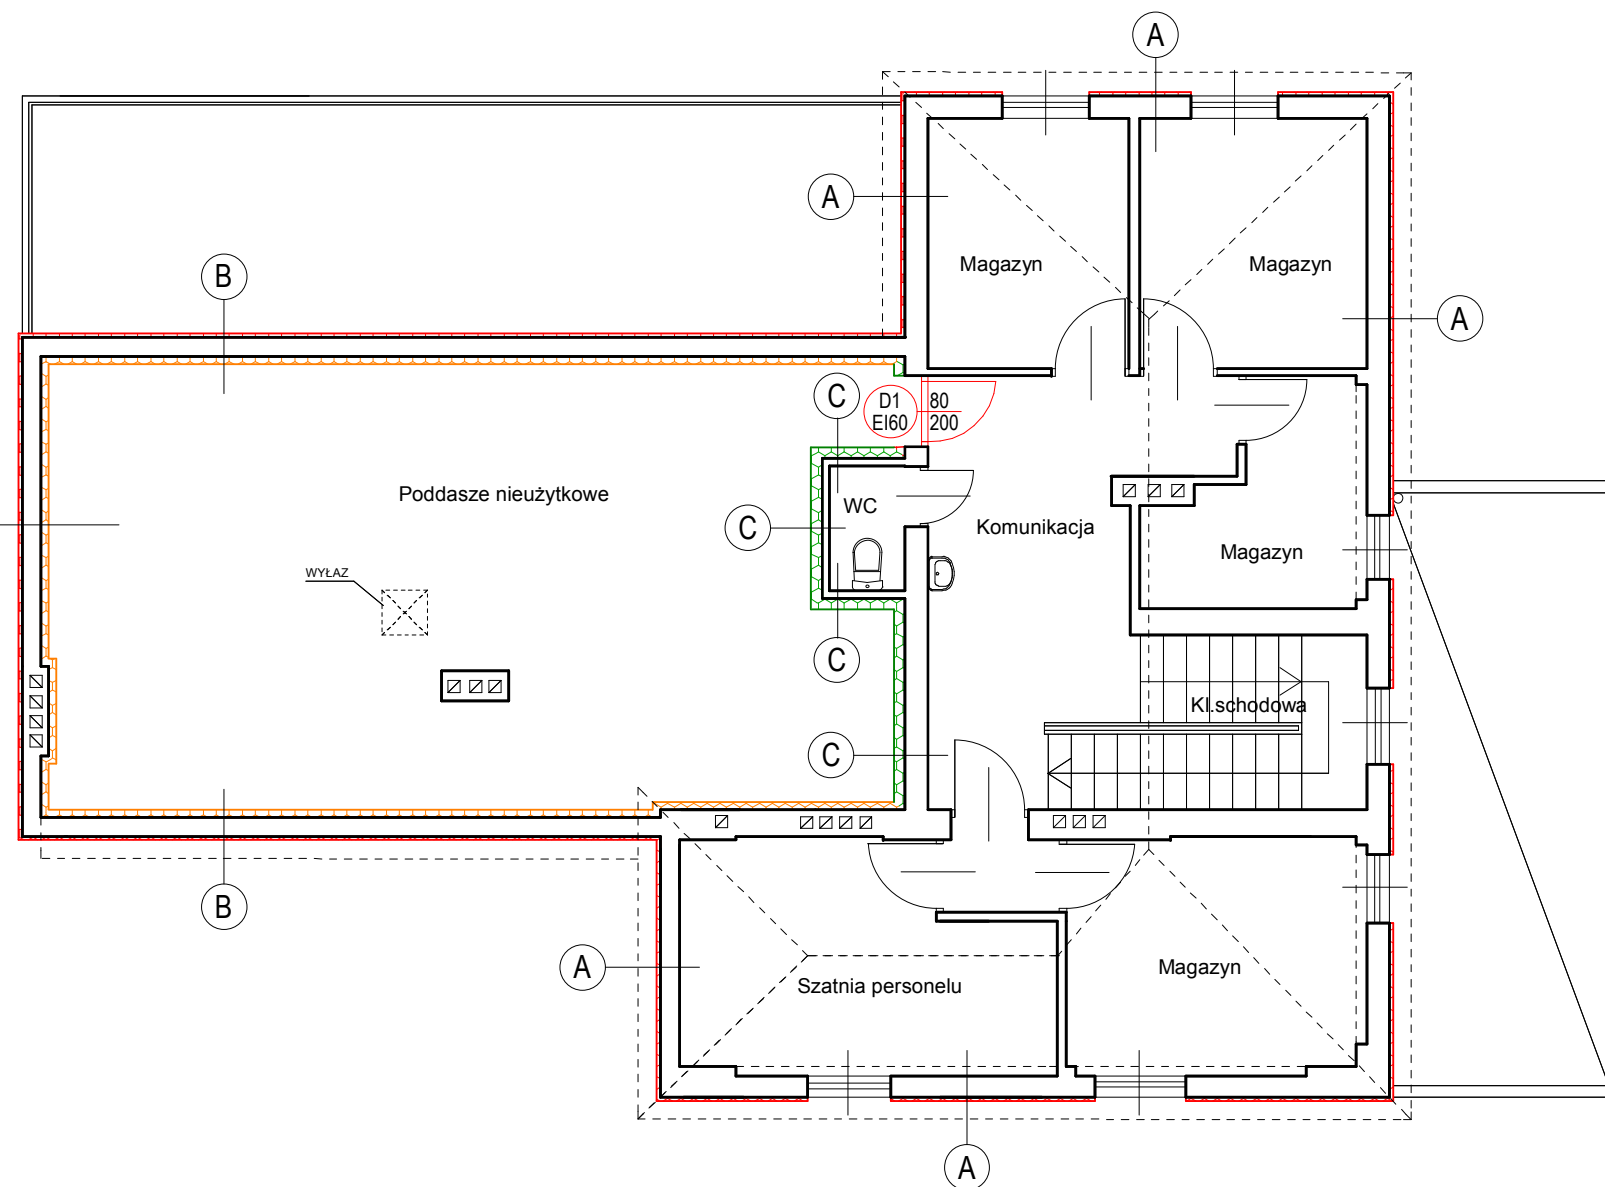 A
A
Magazyn
Magazyn
B
A
C
D1
EI60
80
200
Poddasze nieużytkowe
WC
C
Komunikacja
Magazyn
WYŁAZ
C
Kl.schodowa
C
B
A
Szatnia personelu
Magazyn
A